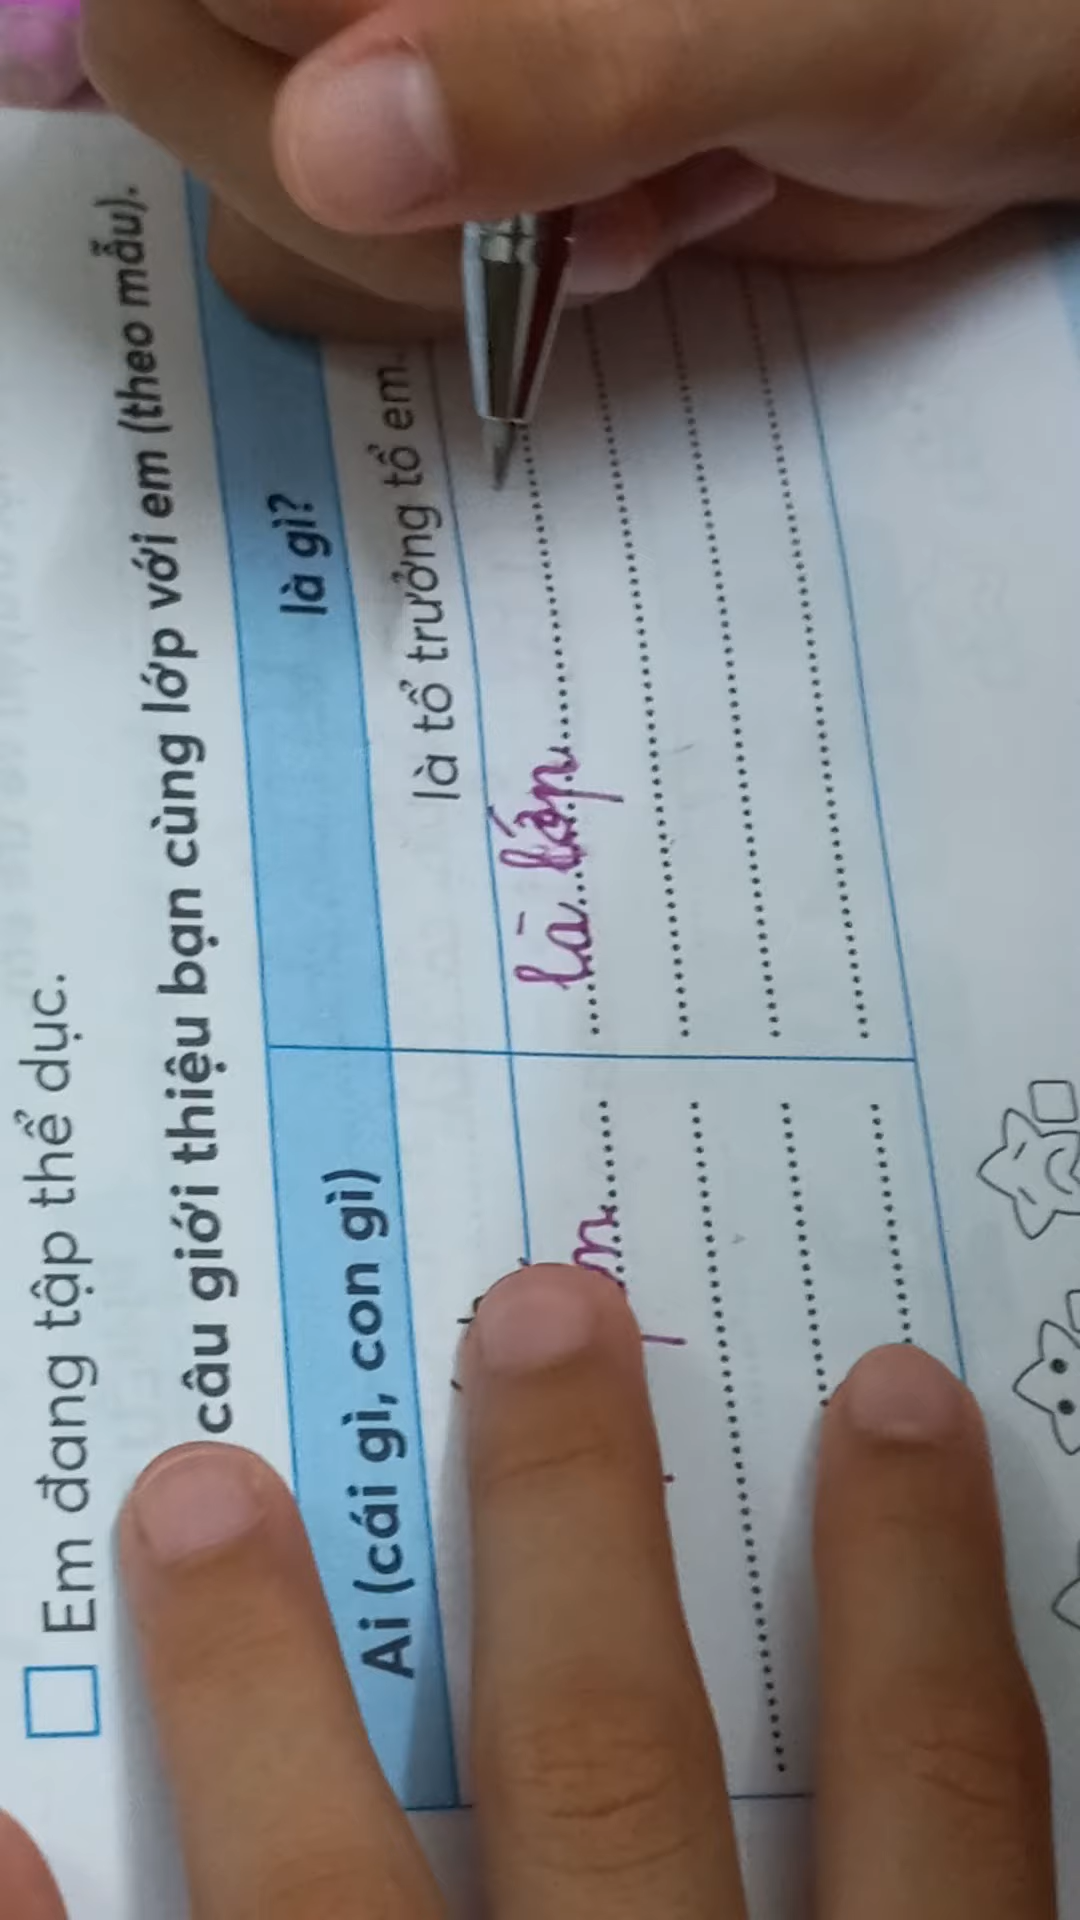 Em đang tập thể dục.
câu giới thiệu bạn cùng lớp với em (theo mẫu).
Ai (cái gì, con gì) là gì?
là tổ trưởng tổ em.
là lớp